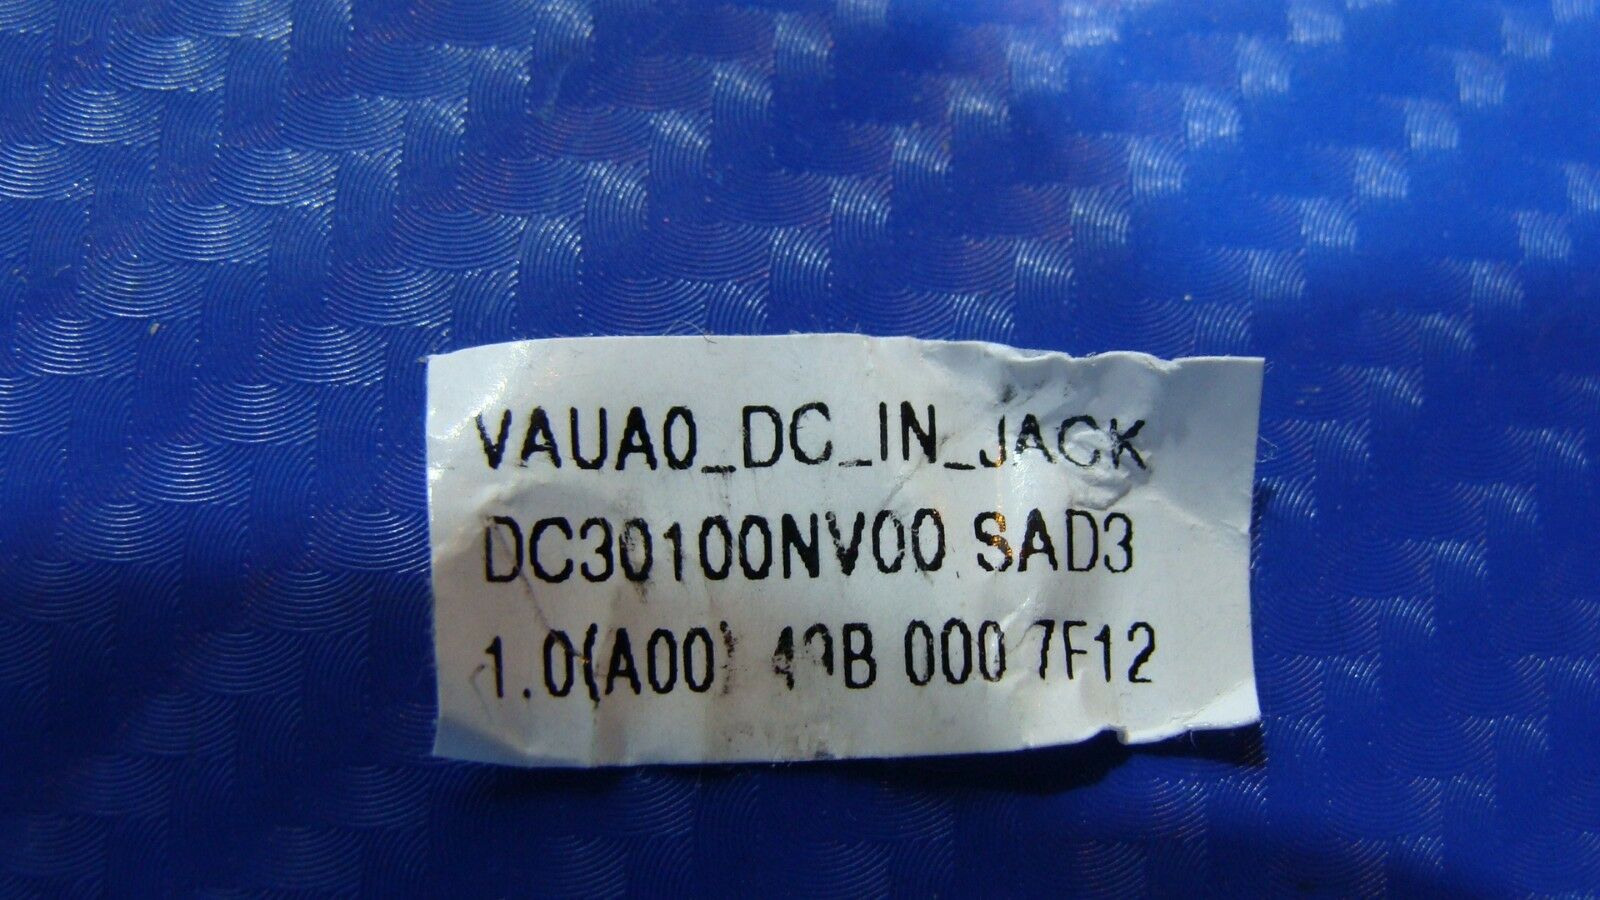 VAUA0_DC_IN_JACK
DC30100NV00 SAD3
1.0(A00) 000 7F12